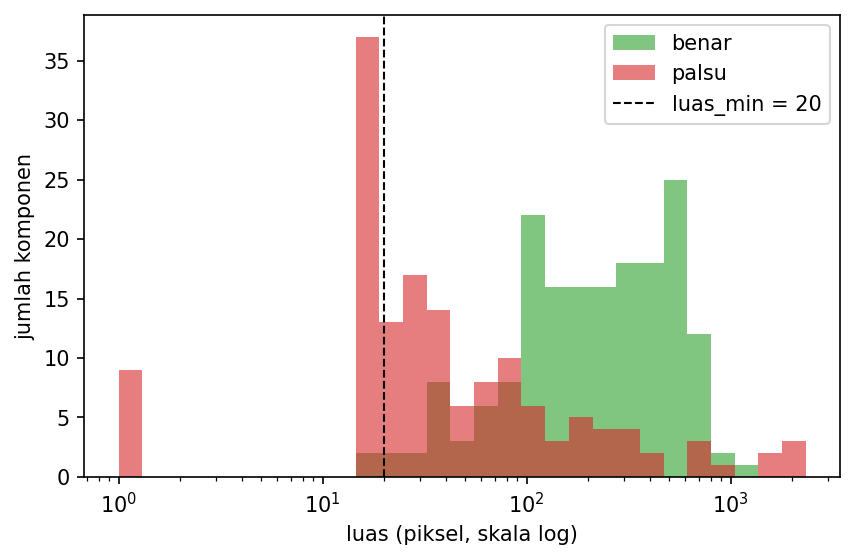 benar
palsu
luas_min = 20
jumlah komponen
35
30
25
20
15
10
5
0
10⁰ 10¹ 10² 10³
luas (piksel, skala log)